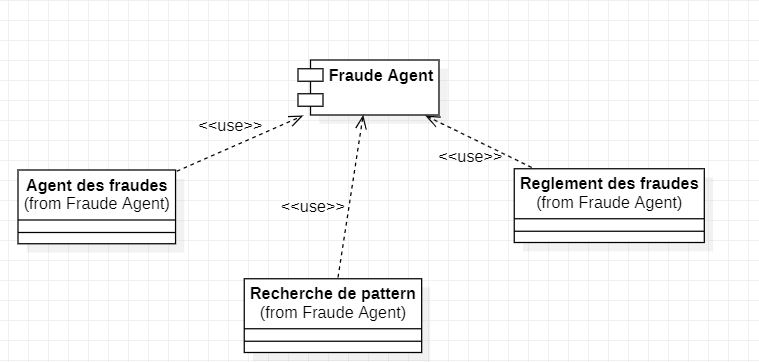 Fraude Agent
<<use>>
<<use>>
Agent des fraudes
(from Fraude Agent)
Reglement des fraudes
(from Fraude Agent)
<<use>>
Recherche de pattern
(from Fraude Agent)